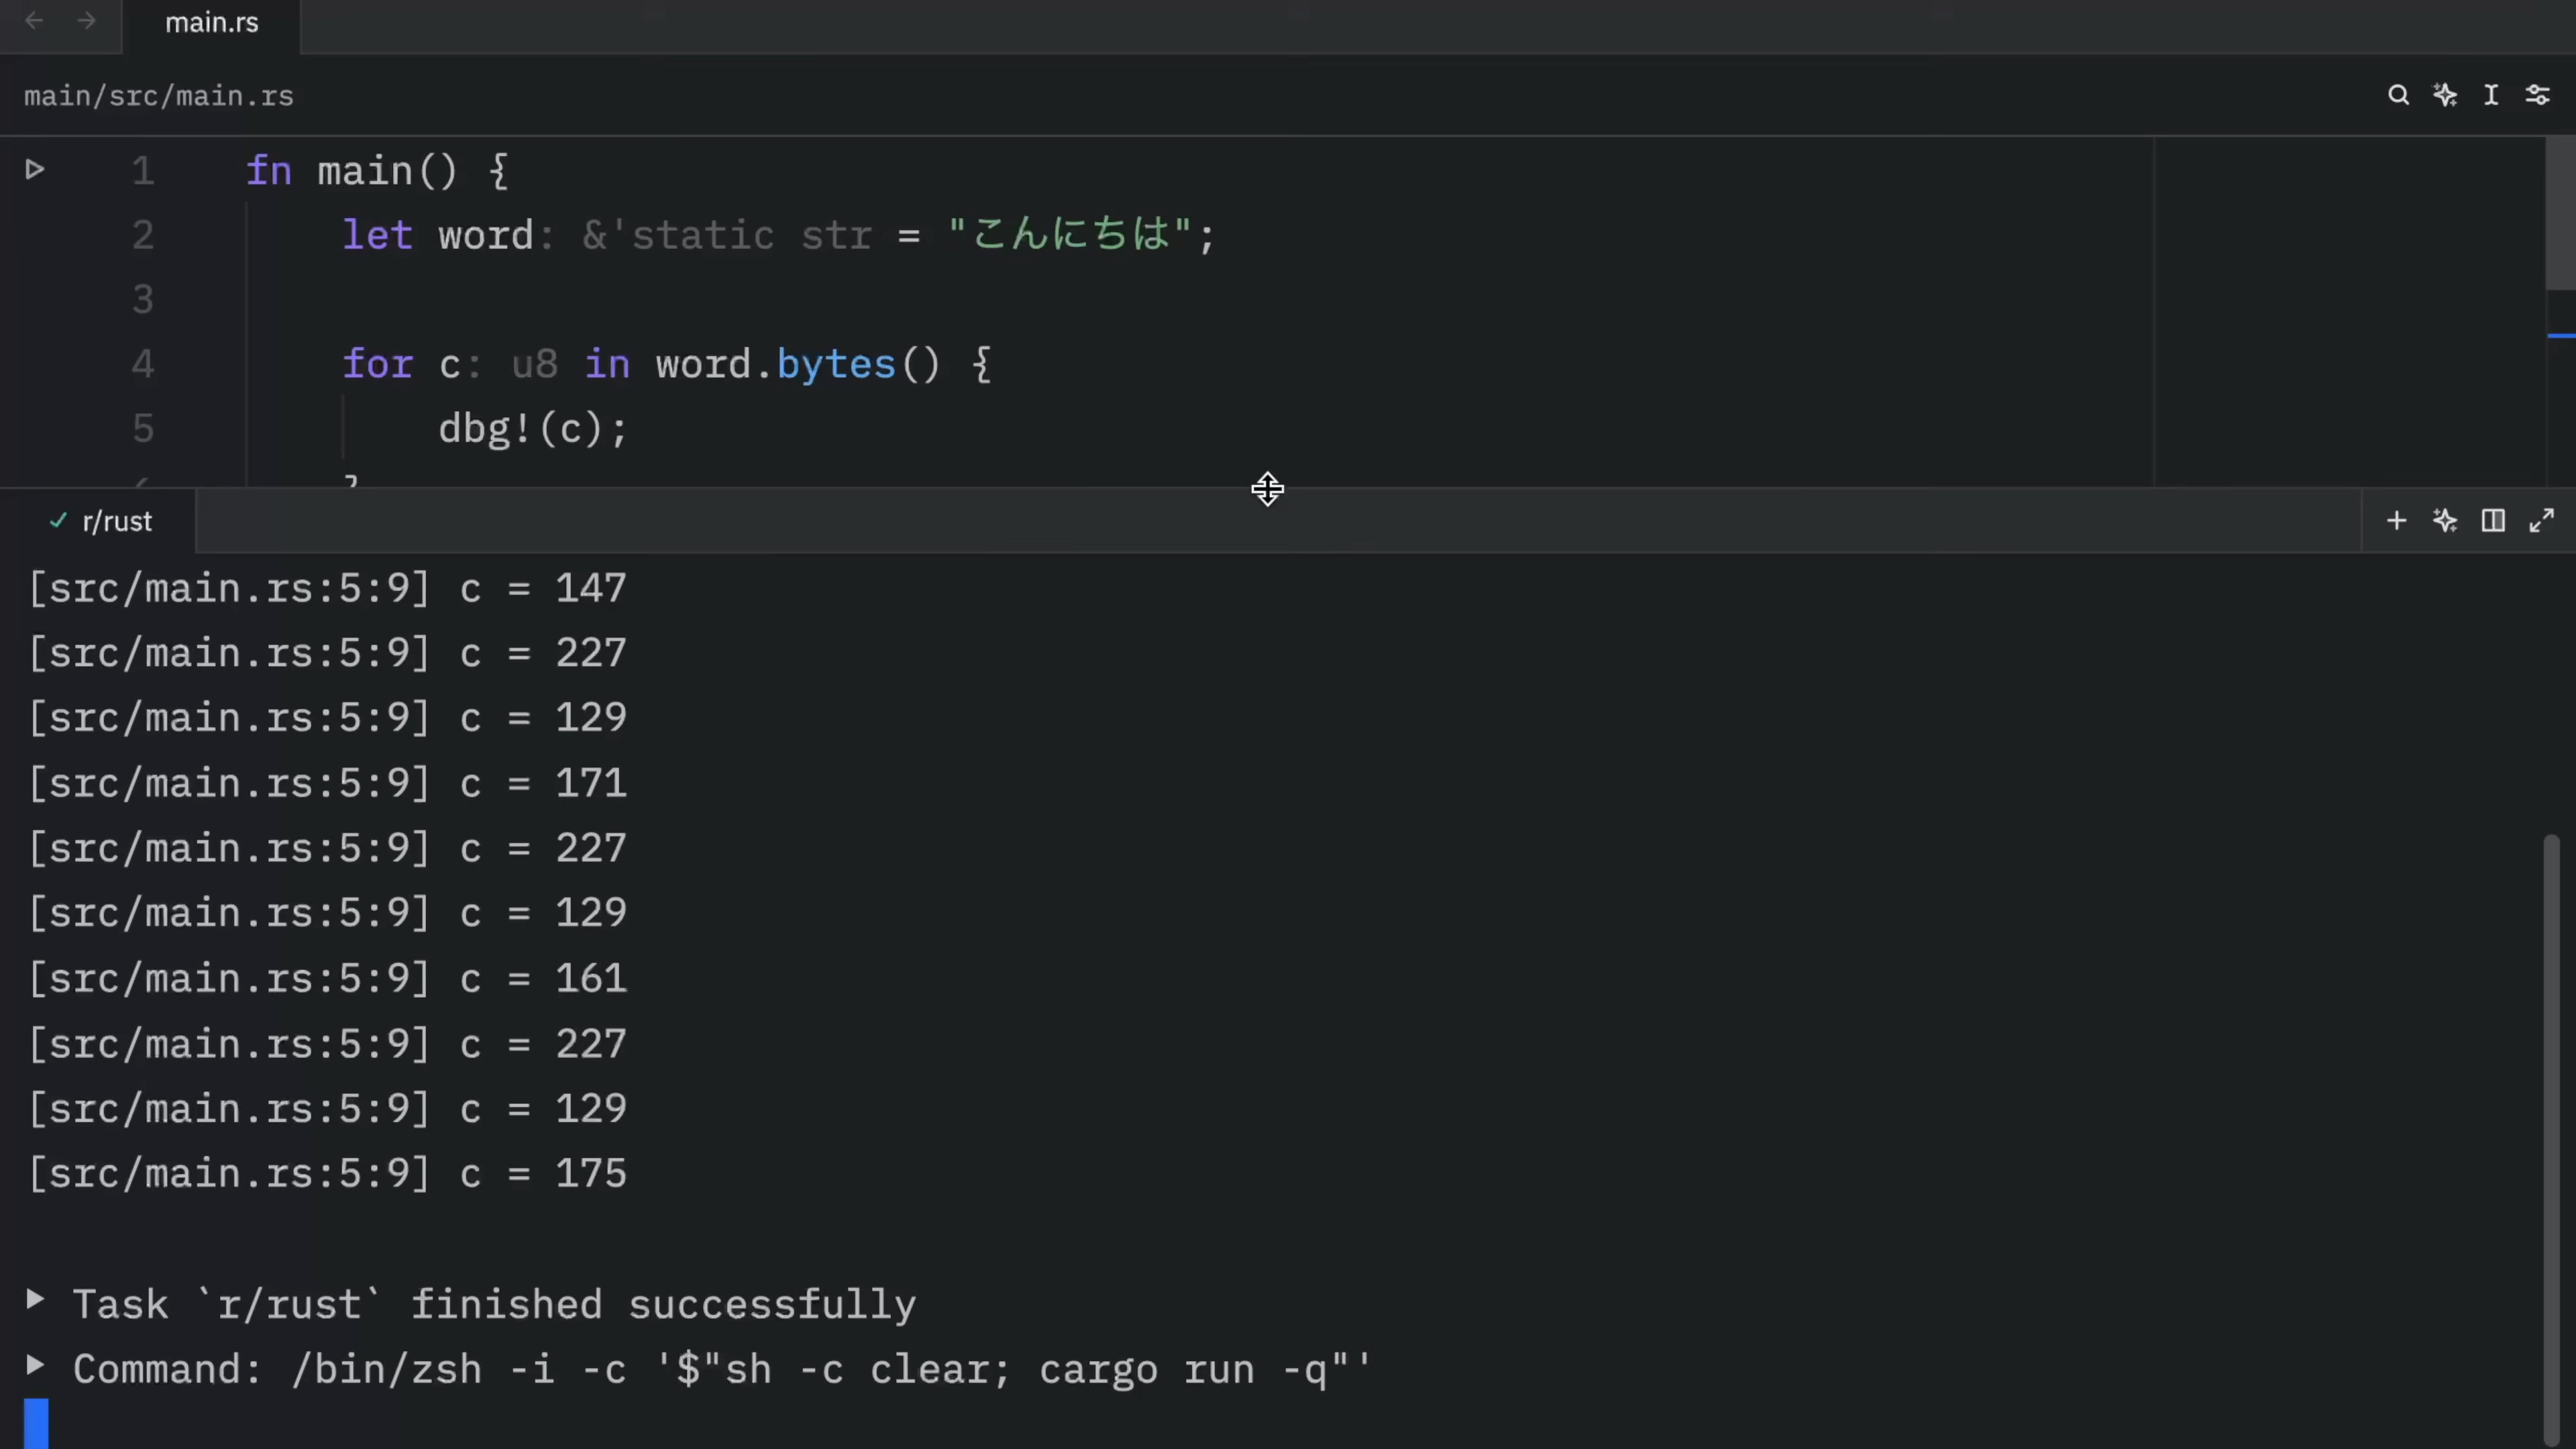 main.rs
main/src/main.rs
1 fn main() {
2 let word: &'static str = "こんにちは";
3
4 for c: u8 in word.bytes() {
5 dbg!(c);
r/rust
[src/main.rs:5:9] c = 147
[src/main.rs:5:9] c = 227
[src/main.rs:5:9] c = 129
[src/main.rs:5:9] c = 171
[src/main.rs:5:9] c = 227
[src/main.rs:5:9] c = 129
[src/main.rs:5:9] c = 161
[src/main.rs:5:9] c = 227
[src/main.rs:5:9] c = 129
[src/main.rs:5:9] c = 175
Task `r/rust` finished successfully
Command: /bin/zsh -i -c '$"sh -c clear; cargo run -q"'